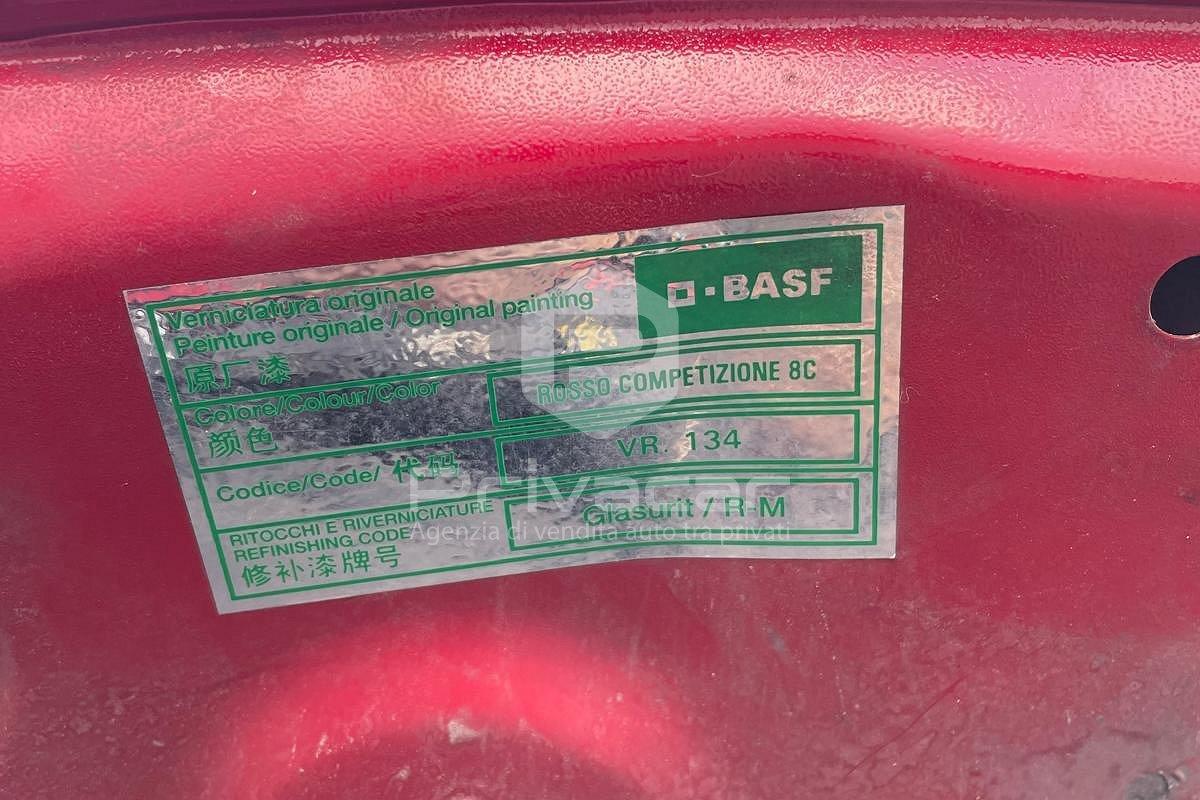 Verniciatura originale
Peinture originale / Original painting
原厂漆
BASF
Colore/Colour/Color
颜色
ROSSO COMPETIZIONE 8C
Codice/Code/ 代码
VR. 134
RITOCCHI E RIVERNICIATURE
REFINISHING CODE
修补漆牌号
Glasurit / R-M
Privacar
Agenzia di vendita auto tra privati